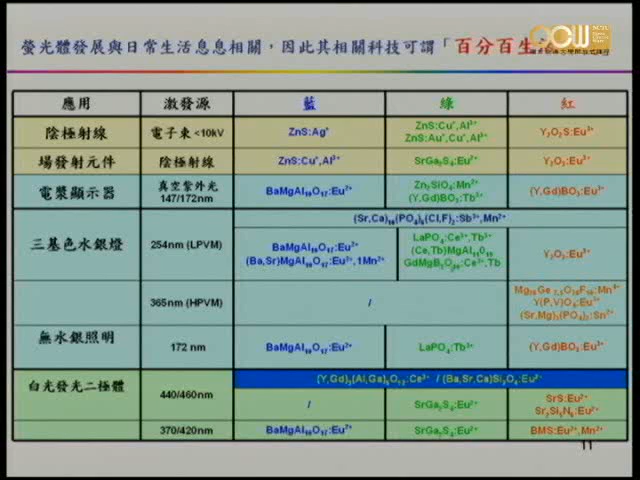 螢光體發展與日常生活息息相關，因此其相關科技可謂「百分百生
應用 激發源 藍 綠 紅
陰極射線 電子束 <10kV ZnS:Ag⁺ ZnS:Cu⁺,Al³⁺ Y₂O₂S:Eu³⁺
ZnS:Au⁺,Cu⁺,Al³⁺
場發射元件 陰極射線 ZnS:Cu⁺,Al³⁺ SrGa₂S₄:Eu²⁺ Y₂O₃:Eu³⁺
電漿顯示器 真空紫外光 BaMgAl₁₀O₁₇:Eu²⁺ Zn₂SiO₄:Mn²⁺ (Y,Gd)BO₃:Eu³⁺
147/172nm (Y,Gd)BO₃:Tb³⁺
(Sr,Ca)₁₀(PO₄)₆(Cl,F)₂:Sb³⁺,Mn²⁺
三基色水銀燈 254nm (LPVM) BaMgAl₁₀O₁₇:Eu²⁺ LaPO₄:Ce³⁺,Tb³⁺ Y₂O₃:Eu³⁺
(Ba,Sr)MgAl₁₀O₁₇:Eu²⁺,1Mn²⁺ (Ce,Tb)MgAl₁₁O₁₉
GdMgB₅O₁₀:Ce³⁺,Tb
365nm (HPVM) /
Y(P,V)O₄:Eu³⁺
(Sr,Mg)₃(PO₄)₂:Sn²⁺
無水銀照明 172 nm BaMgAl₁₀O₁₇:Eu²⁺ LaPO₄:Tb³⁺ (Y,Gd)BO₃:Eu³⁺
(Y,Gd)₃(Al,Ga)₅O₁₂:Ce³⁺ / (Ba,Sr,Ca)Si₂O₄:Eu²⁺
白光發光二極體 440/460nm / SrGa₂S₄:Eu²⁺ SrS:Eu²⁺
Sr₂Si₅N₈:Eu²⁺
370/420nm BaMgAl₁₀O₁₇:Eu²⁺ SrGa₂S₄:Eu²⁺ BMS:Eu²⁺,Mn²⁺
11